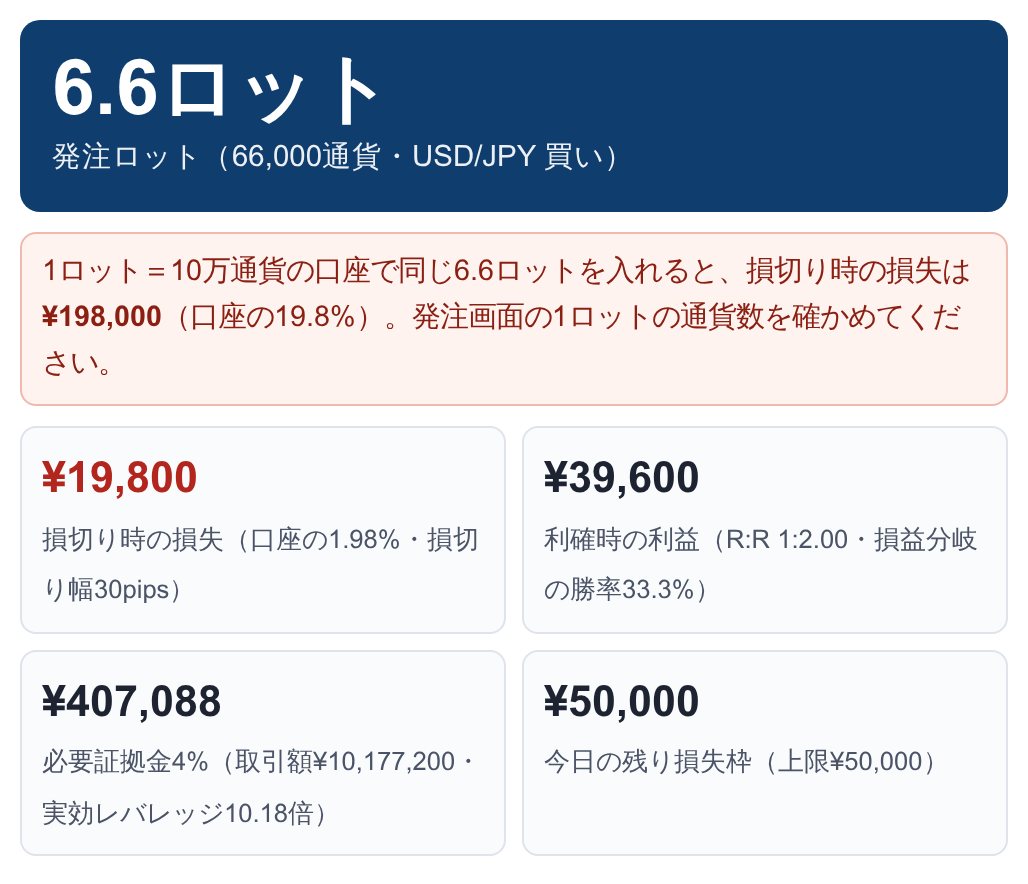 6.6ロット
発注ロット（66,000通貨・USD/JPY 買い）
1ロット＝10万通貨の口座で同じ6.6ロットを入れると、損切り時の損失は
¥198,000（口座の19.8%）。発注画面の1ロットの通貨数を確かめてくだ
さい。
¥19,800
損切り時の損失（口座の1.98%・損切
り幅30pips）
¥39,600
利確時の利益（R:R 1:2.00・損益分岐
の勝率33.3%）
¥407,088
必要証拠金4%（取引額¥10,177,200・
実効レバレッジ10.18倍）
¥50,000
今日の残り損失枠（上限¥50,000）